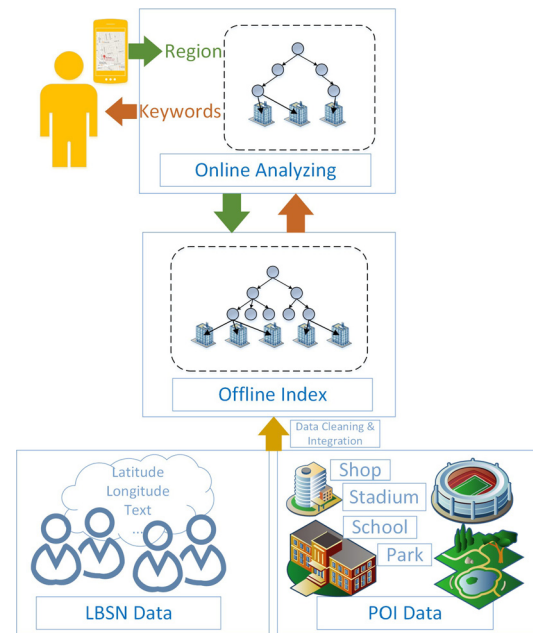 Region
Keywords
Online Analyzing
Offline Index
Data Cleaning &
Integration
Latitude
Longitude
Text
...
LBSN Data
Shop
Stadium
School
Park
POI Data